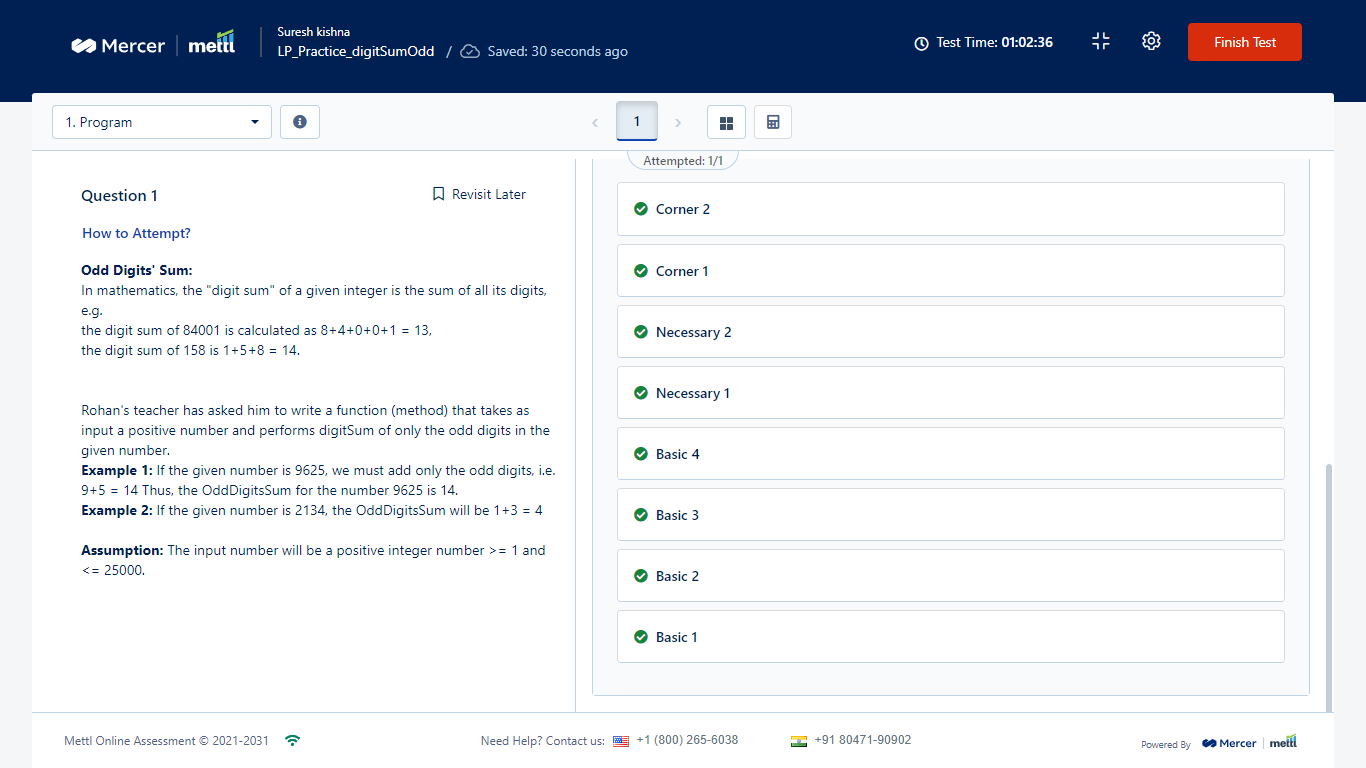 Mercer mettl
Suresh kishna
LP_Practice_digitSumOdd / Saved: 30 seconds ago
Test Time: 01:02:36
Finish Test
1. Program
1
Attempted: 1/1
Question 1
Revisit Later
How to Attempt?
Odd Digits' Sum:
In mathematics, the "digit sum" of a given integer is the sum of all its digits,
e.g.
the digit sum of 84001 is calculated as 8+4+0+0+1 = 13,
the digit sum of 158 is 1+5+8 = 14.
Rohan's teacher has asked him to write a function (method) that takes as
input a positive number and performs digitSum of only the odd digits in the
given number.
Example 1: If the given number is 9625, we must add only the odd digits, i.e.
9+5 = 14 Thus, the OddDigitsSum for the number 9625 is 14.
Example 2: If the given number is 2134, the OddDigitsSum will be 1+3 = 4
Assumption: The input number will be a positive integer number >= 1 and
<= 25000.
Corner 2
Corner 1
Necessary 2
Necessary 1
Basic 4
Basic 3
Basic 2
Basic 1
Mettl Online Assessment © 2021-2031
Need Help? Contact us: +1 (800) 265-6038
+91 80471-90902
Powered By Mercer mettl